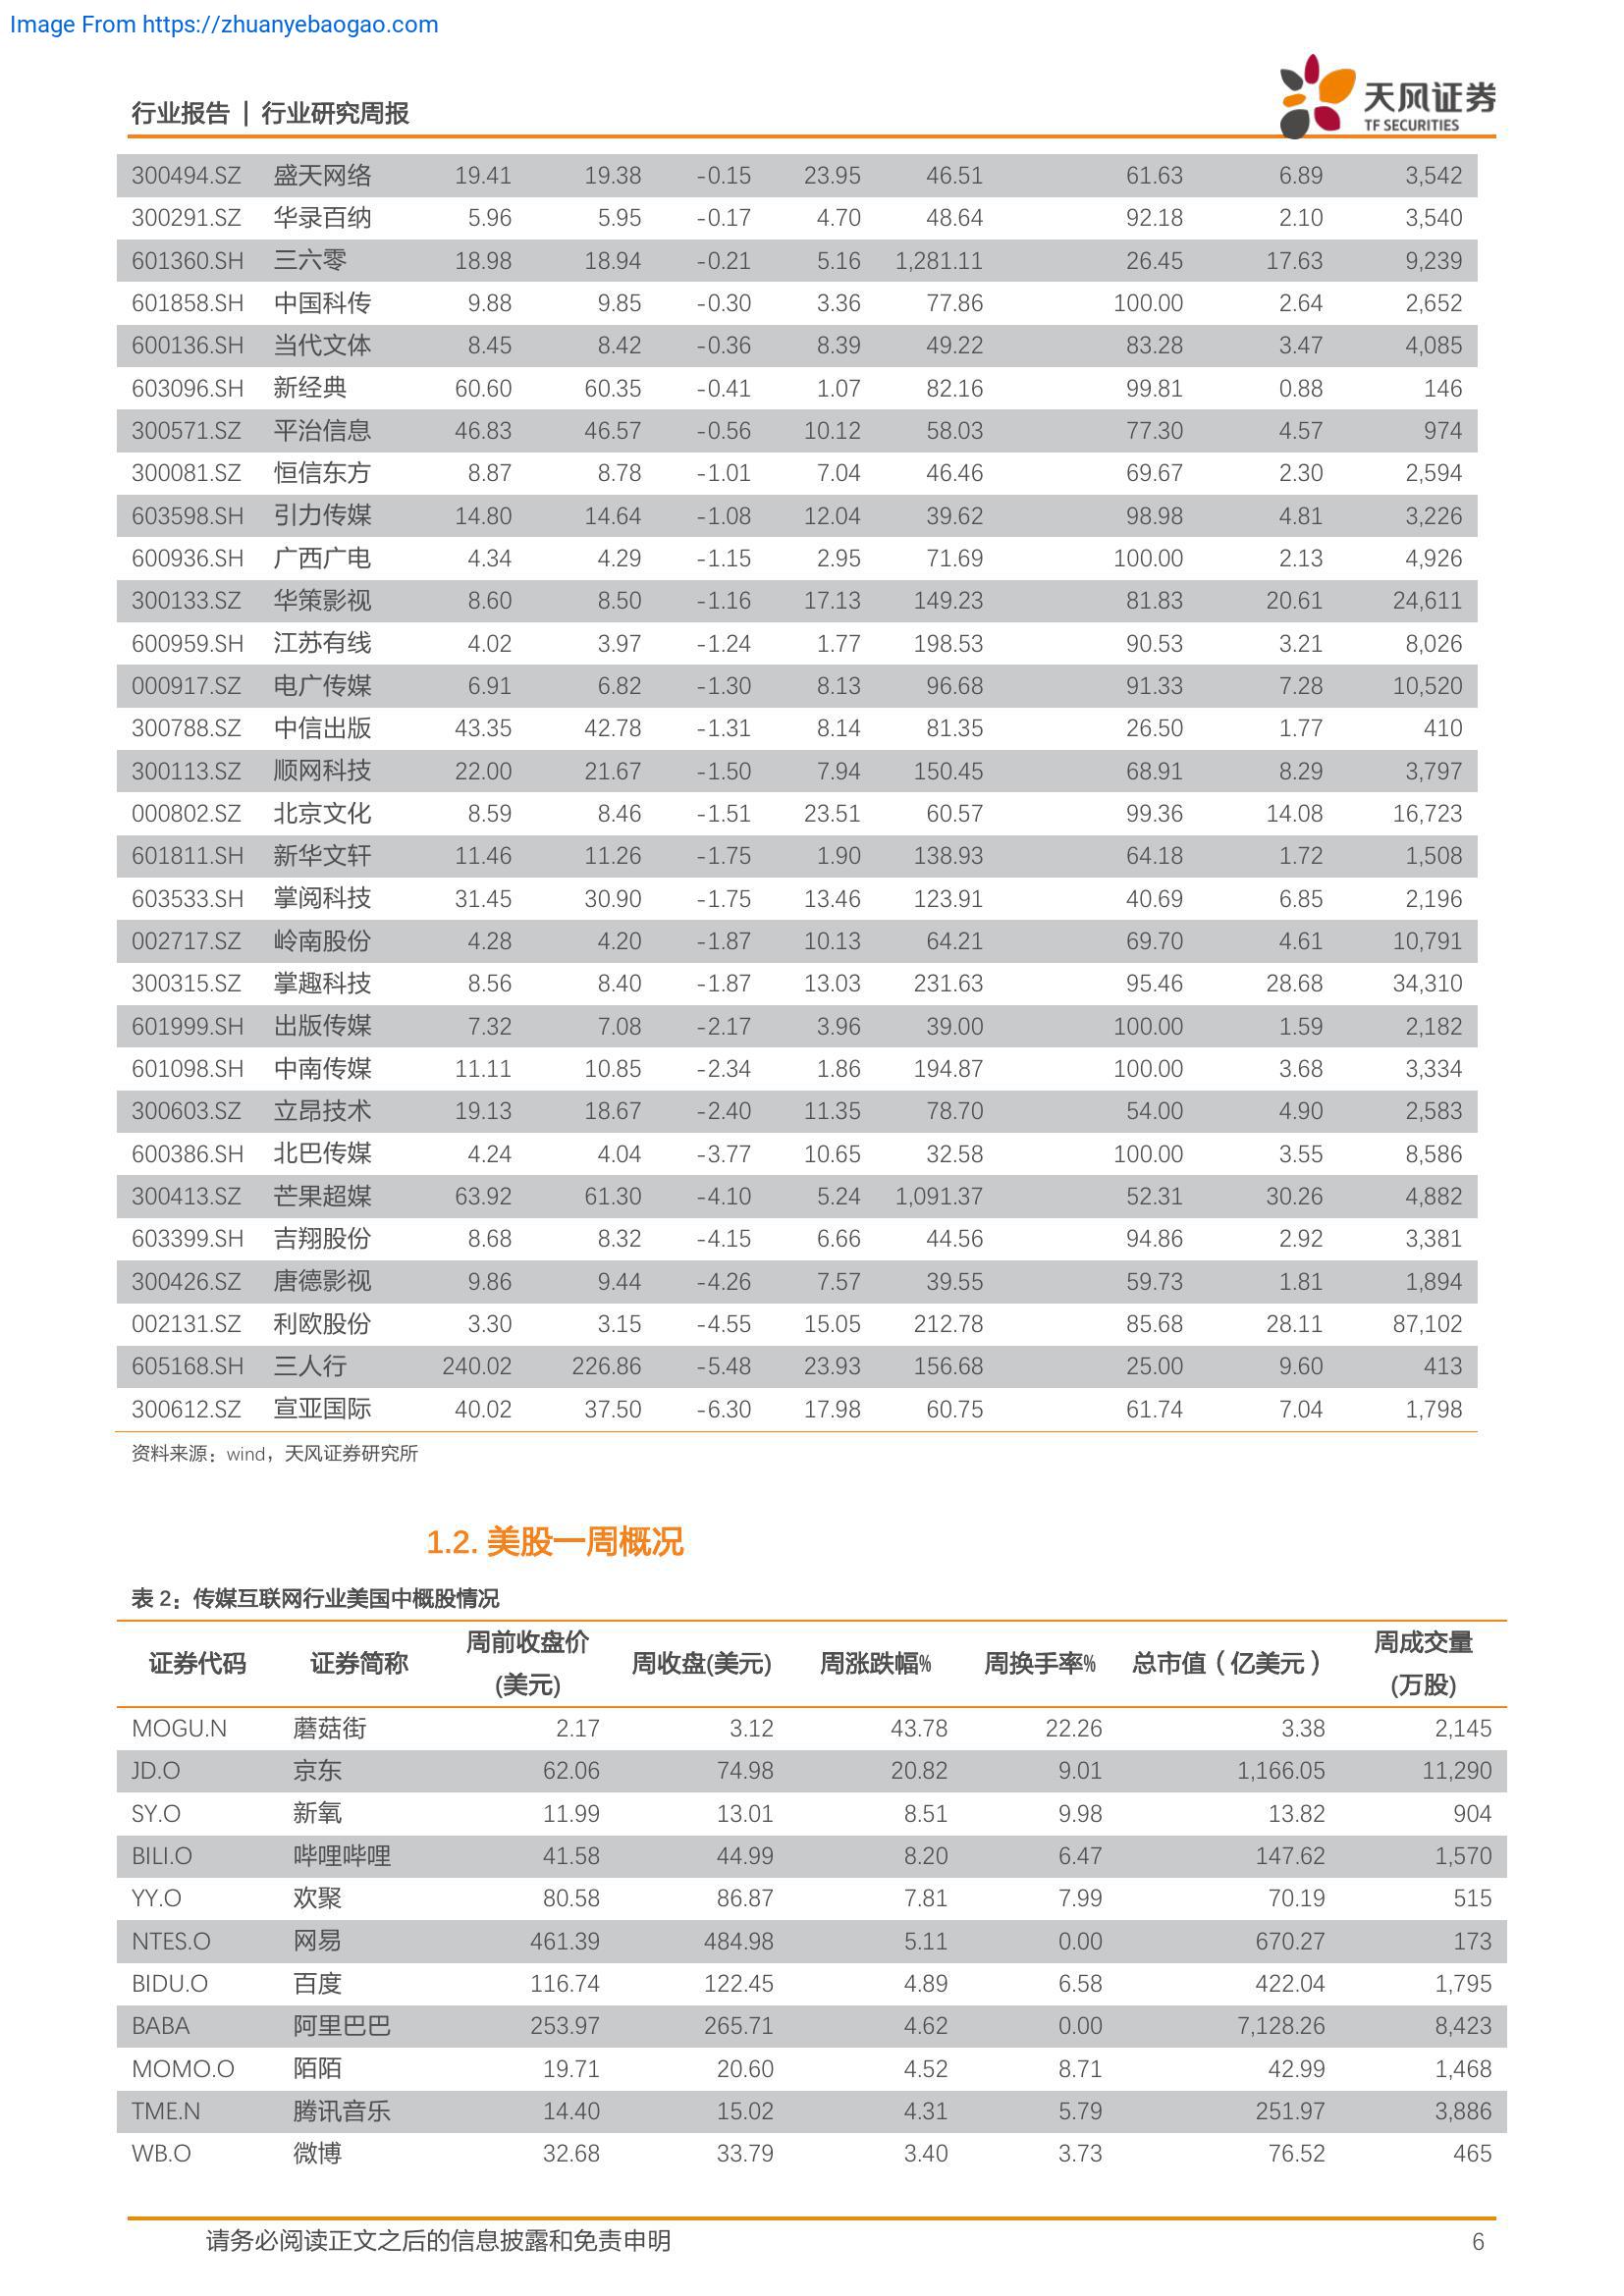 Image From https://zhuanyebaogao.com
行业报告 | 行业研究周报
天风证券
TF SECURITIES
300494.SZ 盛天网络 19.41 19.38 -0.15 23.95 46.51 61.63 6.89 3,542
300291.SZ 华录百纳 5.96 5.95 -0.17 4.70 48.64 92.18 2.10 3,540
601360.SH 三六零 18.98 18.94 -0.21 5.16 1,281.11 26.45 17.63 9,239
601858.SH 中国科传 9.88 9.85 -0.30 3.36 77.86 100.00 2.64 2,652
600136.SH 当代文体 8.45 8.42 -0.36 8.39 49.22 83.28 3.47 4,085
603096.SH 新经典 60.60 60.35 -0.41 1.07 82.16 99.81 0.88 146
300571.SZ 平治信息 46.83 46.57 -0.56 10.12 58.03 77.30 4.57 974
300081.SZ 恒信东方 8.87 8.78 -1.01 7.04 46.46 69.67 2.30 2,594
603598.SH 引力传媒 14.80 14.64 -1.08 12.04 39.62 98.98 4.81 3,226
600936.SH 广西广电 4.34 4.29 -1.15 2.95 71.69 100.00 2.13 4,926
300133.SZ 华策影视 8.60 8.50 -1.16 17.13 149.23 81.83 20.61 24,611
600959.SH 江苏有线 4.02 3.97 -1.24 1.77 198.53 90.53 3.21 8,026
000917.SZ 电广传媒 6.91 6.82 -1.30 8.13 96.68 91.33 7.28 10,520
300788.SZ 中信出版 43.35 42.78 -1.31 8.14 81.35 26.50 1.77 410
300113.SZ 顺网科技 22.00 21.67 -1.50 7.94 150.45 68.91 8.29 3,797
000802.SZ 北京文化 8.59 8.46 -1.51 23.51 60.57 99.36 14.08 16,723
601811.SH 新华文轩 11.46 11.26 -1.75 1.90 138.93 64.18 1.72 1,508
603533.SH 掌阅科技 31.45 30.90 -1.75 13.46 123.91 40.69 6.85 2,196
002717.SZ 岭南股份 4.28 4.20 -1.87 10.13 64.21 69.70 4.61 10,791
300315.SZ 掌趣科技 8.56 8.40 -1.87 13.03 231.63 95.46 28.68 34,310
601999.SH 出版传媒 7.32 7.08 -2.17 3.96 39.00 100.00 1.59 2,182
601098.SH 中南传媒 11.11 10.85 -2.34 1.86 194.87 100.00 3.68 3,334
300603.SZ 立昂技术 19.13 18.67 -2.40 11.35 78.70 54.00 4.90 2,583
600386.SH 北巴传媒 4.24 4.04 -3.77 10.65 32.58 100.00 3.55 8,586
300413.SZ 芒果超媒 63.92 61.30 -4.10 5.24 1,091.37 52.31 30.26 4,882
603399.SH 吉翔股份 8.68 8.32 -4.15 6.66 44.56 94.86 2.92 3,381
300426.SZ 唐德影视 9.86 9.44 -4.26 7.57 39.55 59.73 1.81 1,894
002131.SZ 利欧股份 3.30 3.15 -4.55 15.05 212.78 85.68 28.11 87,102
605168.SH 三人行 240.02 226.86 -5.48 23.93 156.68 25.00 9.60 413
300612.SZ 宣亚国际 40.02 37.50 -6.30 17.98 60.75 61.74 7.04 1,798
资料来源：wind，天风证券研究所
1.2. 美股一周概况
表 2：传媒互联网行业美国中概股情况
证券代码 证券简称 周前收盘价(美元) 周收盘(美元) 周涨跌幅% 周换手率% 总市值（亿美元） 周成交量(万股)
MOGU.N 蘑菇街 2.17 3.12 43.78 22.26 3.38 2,145
JD.O 京东 62.06 74.98 20.82 9.01 1,166.05 11,290
SY.O 新氧 11.99 13.01 8.51 9.98 13.82 904
BILI.O 哔哩哔哩 41.58 44.99 8.20 6.47 147.62 1,570
YY.O 欢聚 80.58 86.87 7.81 7.99 70.19 515
NTES.O 网易 461.39 484.98 5.11 0.00 670.27 173
BIDU.O 百度 116.74 122.45 4.89 6.58 422.04 1,795
BABA 阿里巴巴 253.97 265.71 4.62 0.00 7,128.26 8,423
MOMO.O 陌陌 19.71 20.60 4.52 8.71 42.99 1,468
TME.N 腾讯音乐 14.40 15.02 4.31 5.79 251.97 3,886
WB.O 微博 32.68 33.79 3.40 3.73 76.52 465
请务必阅读正文之后的信息披露和免责申明 6